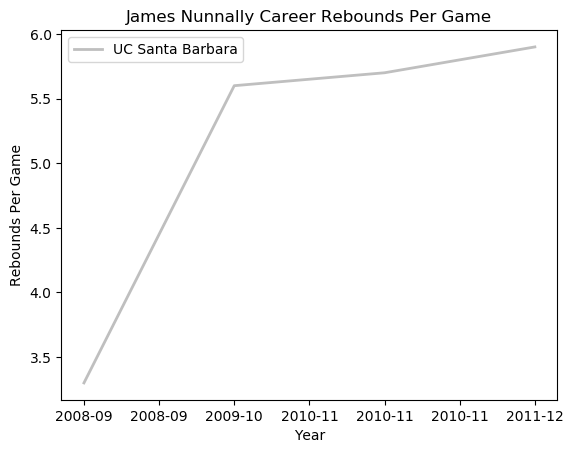 James Nunnally Career Rebounds Per Game
UC Santa Barbara
6.0
5.5
5.0
4.5
4.0
3.5
Rebounds Per Game
2008-09 2008-09 2009-10 2010-11 2010-11 2010-11 2011-12
Year